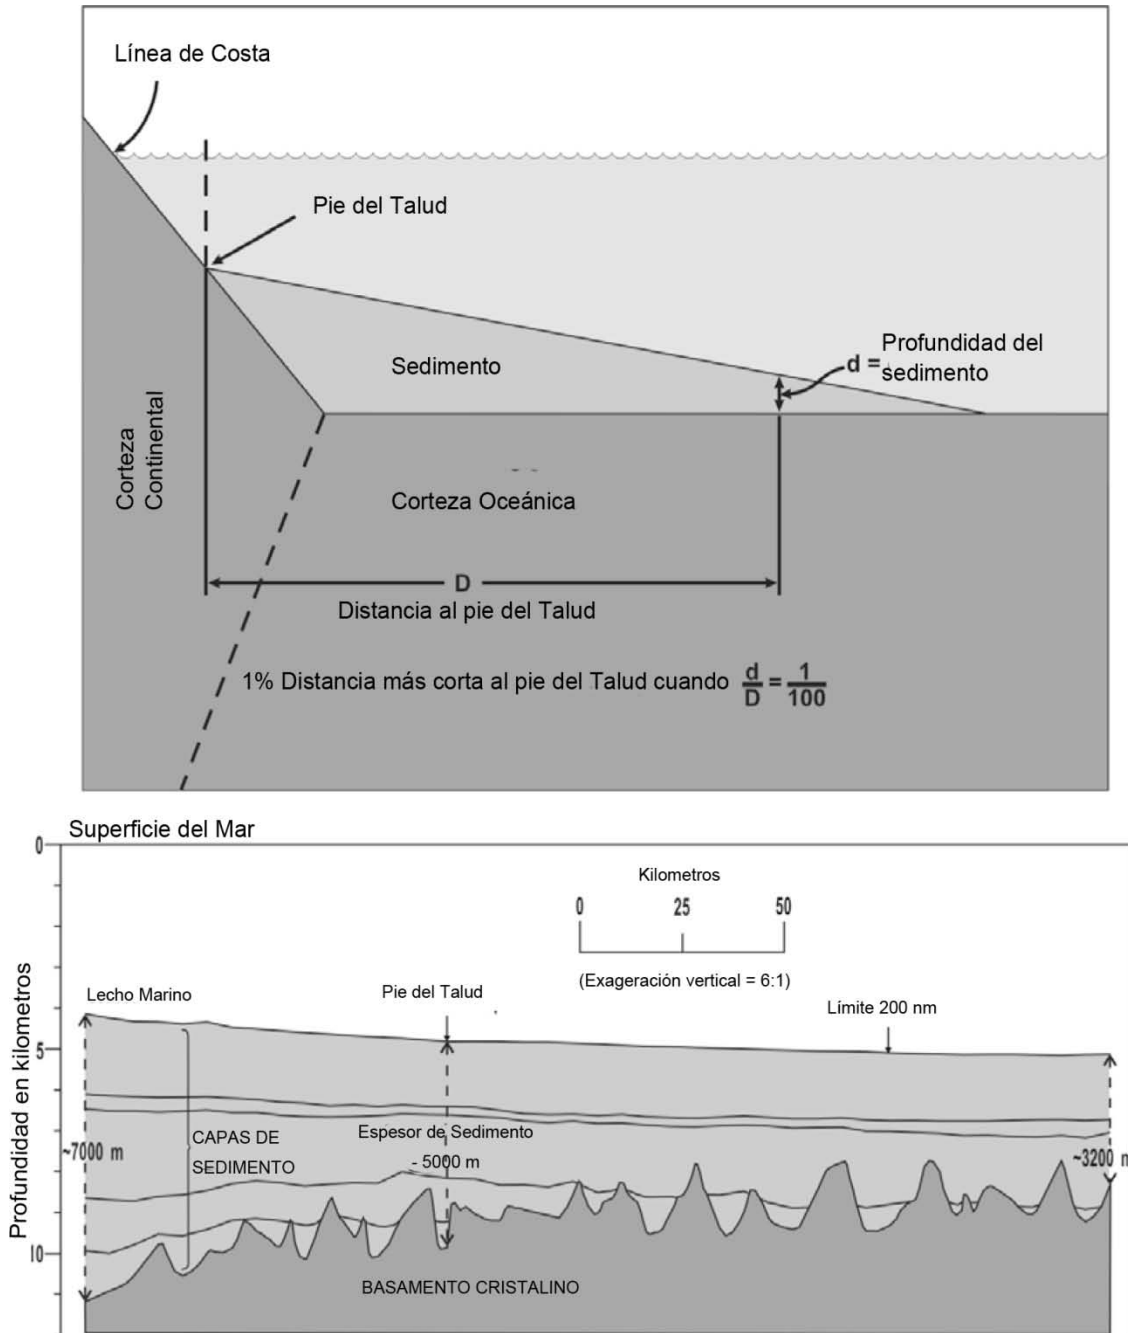 Línea de Costa
Pie del Talud
Sedimento
d =
Profundidad del
sedimento
Corteza
Continental
Corteza Oceánica
D
Distancia al pie del Talud
1% Distancia más corta al pie del Talud cuando d/D = 1/100
Superficie del Mar
0
Kilometros
0 25 50
(Exageración vertical = 6:1)
Lecho Marino
Pie del Talud
Límite 200 nm
5
Profundidad en kilometros
CAPAS DE
SEDIMENTO
Espesor de Sedimento
- 5000 m
~7000 m
~3200 m
10
BASAMENTO CRISTALINO